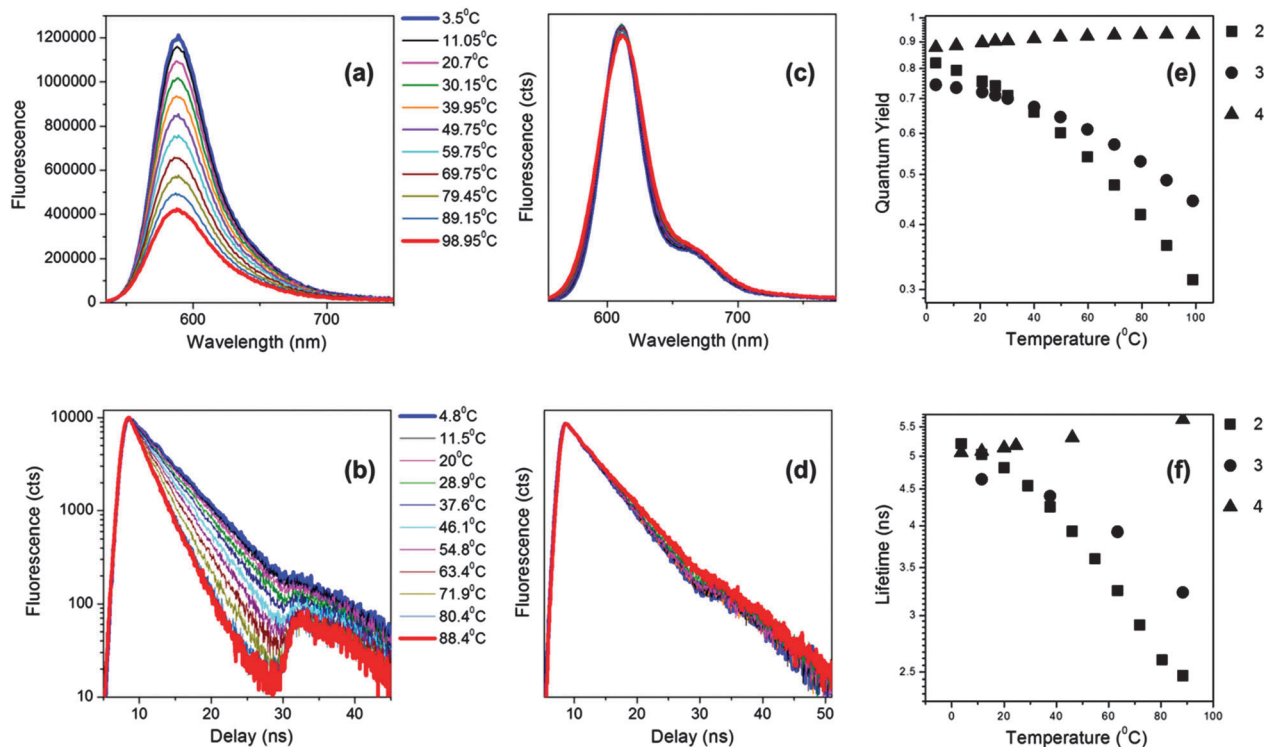 (a)
Fluorescence
1200000
1000000
800000
600000
400000
200000
0
600
700
Wavelength (nm)
3.5⁰C
11.05⁰C
20.7⁰C
30.15⁰C
39.95⁰C
49.75⁰C
59.75⁰C
69.75⁰C
79.45⁰C
89.15⁰C
98.95⁰C
(c)
Fluorescence (cts)
600
700
Wavelength (nm)
(e)
Quantum Yield
1
0.9
0.8
0.7
0.6
0.5
0.4
0.3
0
20
40
60
80
100
Temperature (⁰C)
2
3
4
(b)
Fluorescence (cts)
10000
1000
100
10
10
20
30
40
Delay (ns)
4.8⁰C
11.5⁰C
20⁰C
28.9⁰C
37.6⁰C
46.1⁰C
54.8⁰C
63.4⁰C
71.9⁰C
80.4⁰C
88.4⁰C
(d)
Fluorescence (cts)
10
20
30
40
50
Delay (ns)
(f)
Lifetime (ns)
5.5
5
4.5
4
3.5
3
2.5
0
20
40
60
80
100
Temperature (⁰C)
2
3
4